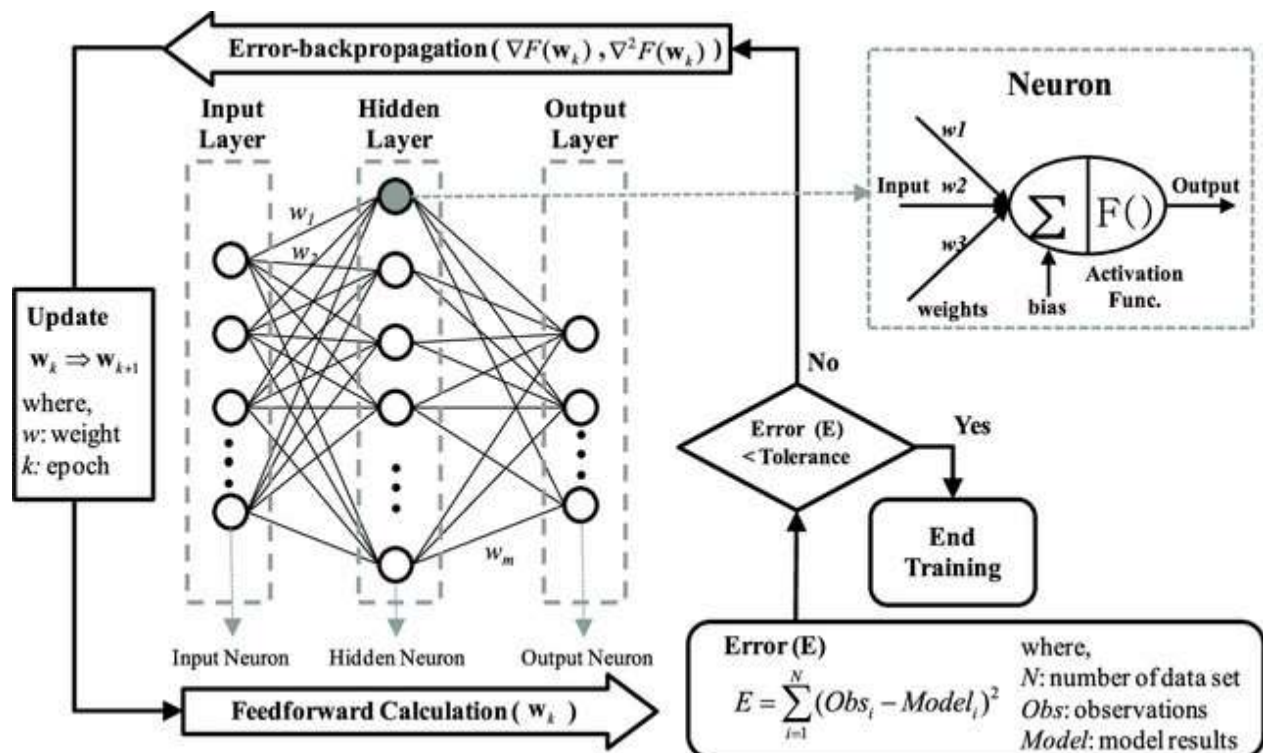 Error-backpropagation ( ∇F(w_k) , ∇²F(w_k) )
Input
Layer
Hidden
Layer
Output
Layer
w_1
w_2
w_m
Input Neuron
Hidden Neuron
Output Neuron
Update
w_k ⇒ w_{k+1}
where,
w: weight
k: epoch
Feedforward Calculation ( w_k )
Neuron
w1
Input w2
w3
weights
Σ
F()
Output
bias
Activation
Func.
No
Error (E)
< Tolerance
Yes
End
Training
Error (E)
E = \sum_{i=1}^{N} (Obs_i − Model_i)²
where,
N: number of data set
Obs: observations
Model: model results